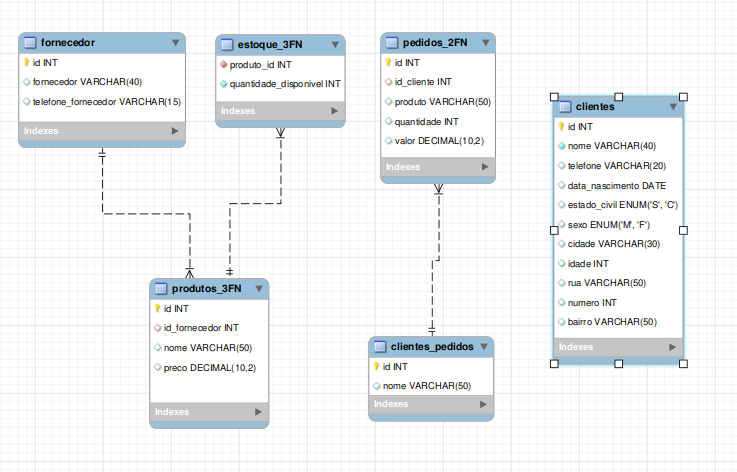 fornecedor
id INT
fornecedor VARCHAR(40)
telefone_fornecedor VARCHAR(15)
Indexes
estoque_3FN
produto_id INT
quantidade_disponivel INT
Indexes
pedidos_2FN
id INT
id_cliente INT
produto VARCHAR(50)
quantidade INT
valor DECIMAL(10,2)
Indexes
clientes
id INT
nome VARCHAR(40)
telefone VARCHAR(20)
data_nascimento DATE
estado_civil ENUM('S', 'C')
sexo ENUM('M', 'F')
cidade VARCHAR(30)
idade INT
rua VARCHAR(50)
numero INT
bairro VARCHAR(50)
Indexes
produtos_3FN
id INT
id_fornecedor INT
nome VARCHAR(50)
preco DECIMAL(10,2)
Indexes
clientes_pedidos
id INT
nome VARCHAR(50)
Indexes